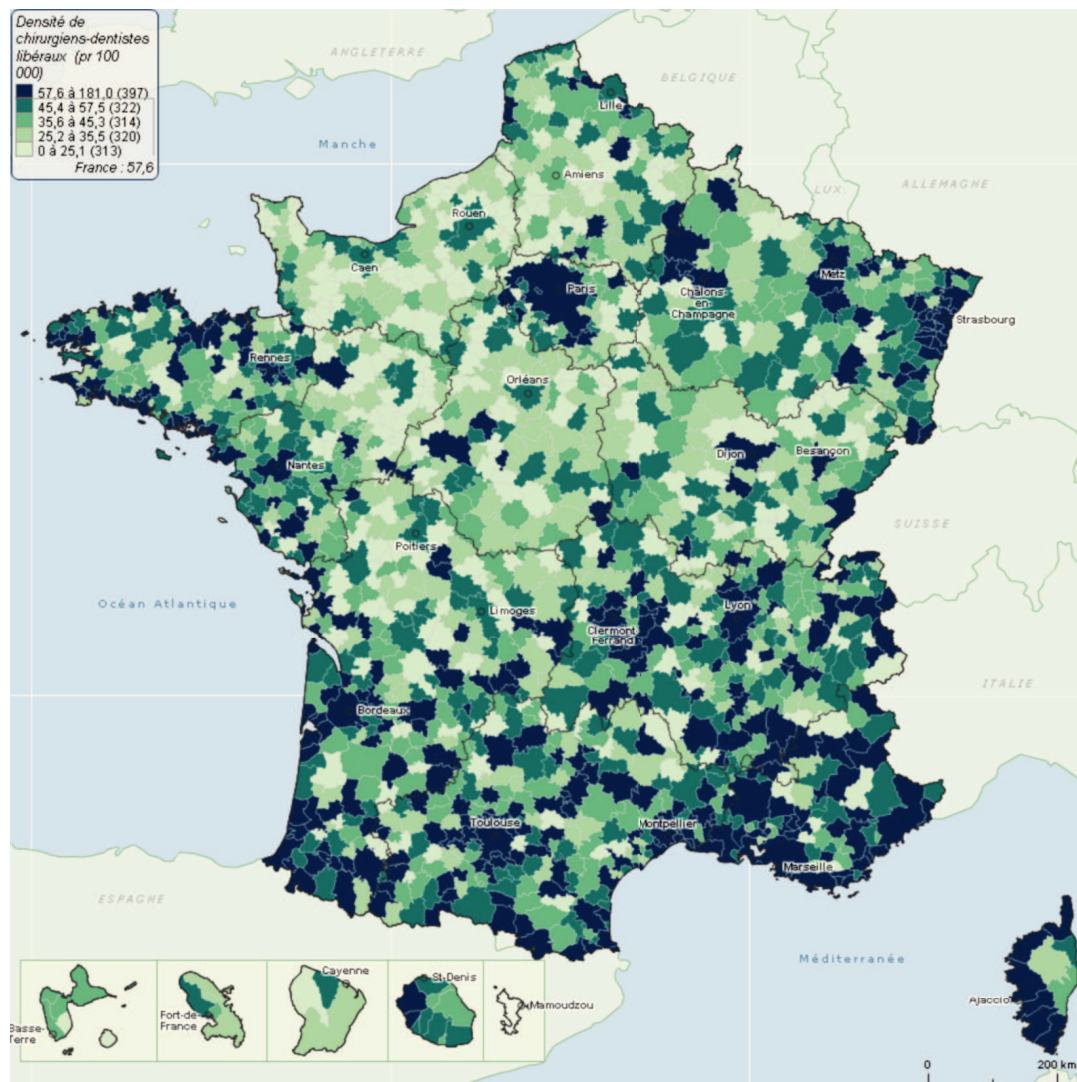 Densité de
chirurgiens-dentistes
libéraux (pr 100
000)
57,6 à 181,0 (397)
45,4 à 57,5 (322)
35,6 à 45,3 (314)
25,2 à 35,5 (320)
0 à 25,1 (313)
France : 57,6
ANGLETERRE
BELGIQUE
Lille
Manche
Amiens
LUX.
ALLEMAGNE
Rouen
Caen
Paris
Metz
Châlons-
en-
Champagne
Strasbourg
Rennes
Orléans
Dijon
Besançon
Nantes
SUISSE
Poitiers
Océan Atlantique
Limoges
Lyon
Clermont-
Ferrand
ITALIE
Bordeaux
Toulouse
Montpellier
Marseille
ESPAGNE
Méditerranée
Cayenne
St-Denis
Ajaccio
Mamoudzou
Fort-de-
France
Basse-
Terre
0
200 km